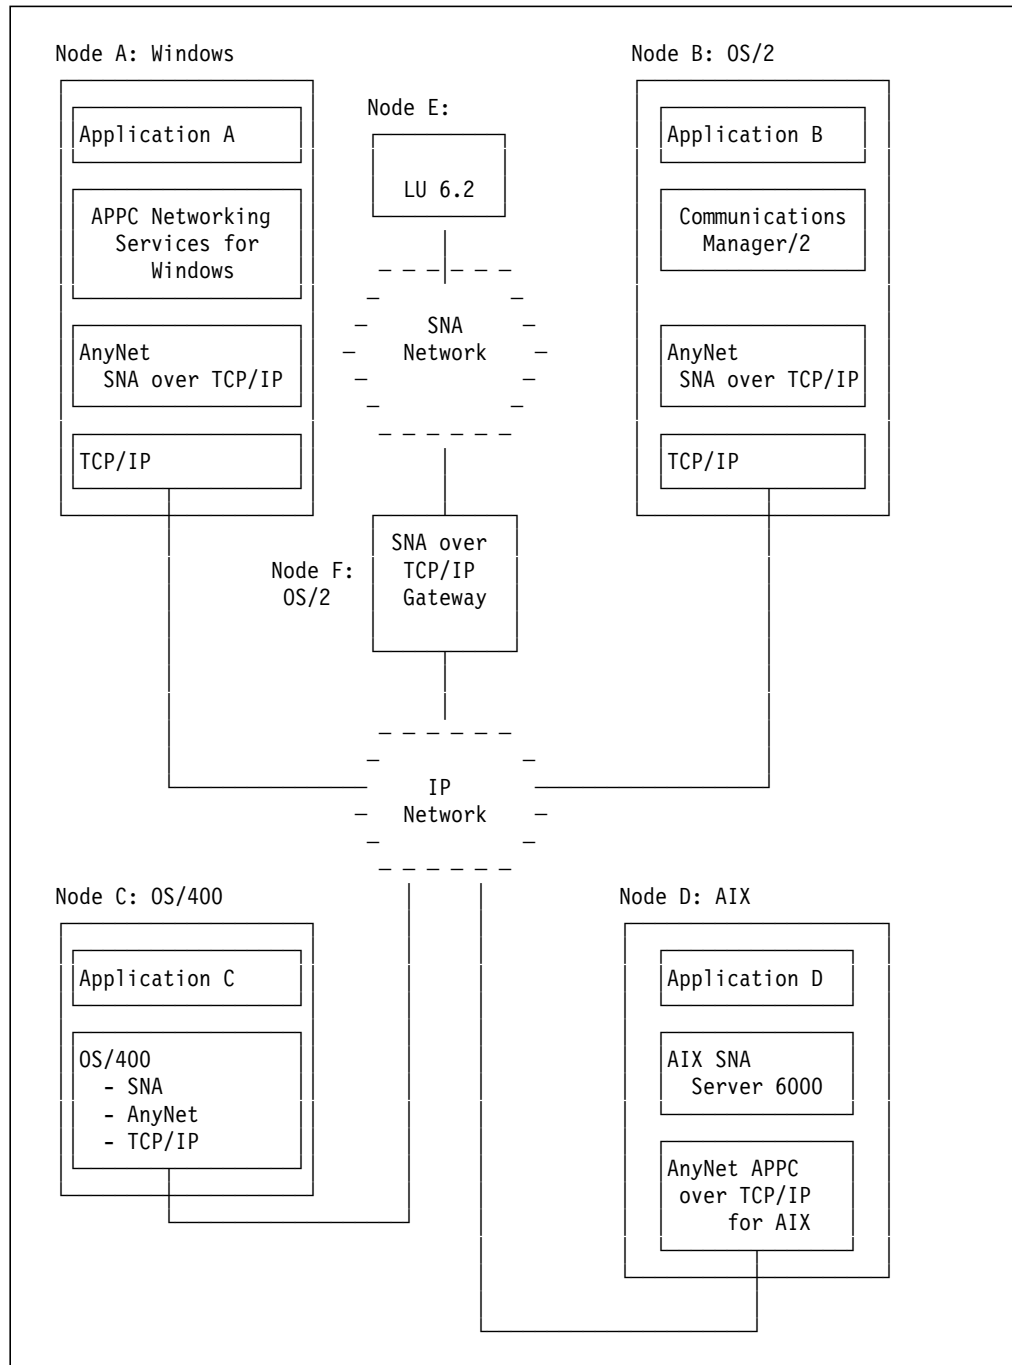 Node A: Windows
Node B: OS/2
Node E:
Application A
Application B
LU 6.2
APPC Networking
Services for
Windows
Communications
Manager/2
SNA
Network
AnyNet
SNA over TCP/IP
AnyNet
SNA over TCP/IP
TCP/IP
TCP/IP
Node F:
OS/2
SNA over
TCP/IP
Gateway
IP
Network
Node C: OS/400
Node D: AIX
Application C
Application D
OS/400
- SNA
- AnyNet
- TCP/IP
AIX SNA
Server 6000
AnyNet APPC
over TCP/IP
for AIX